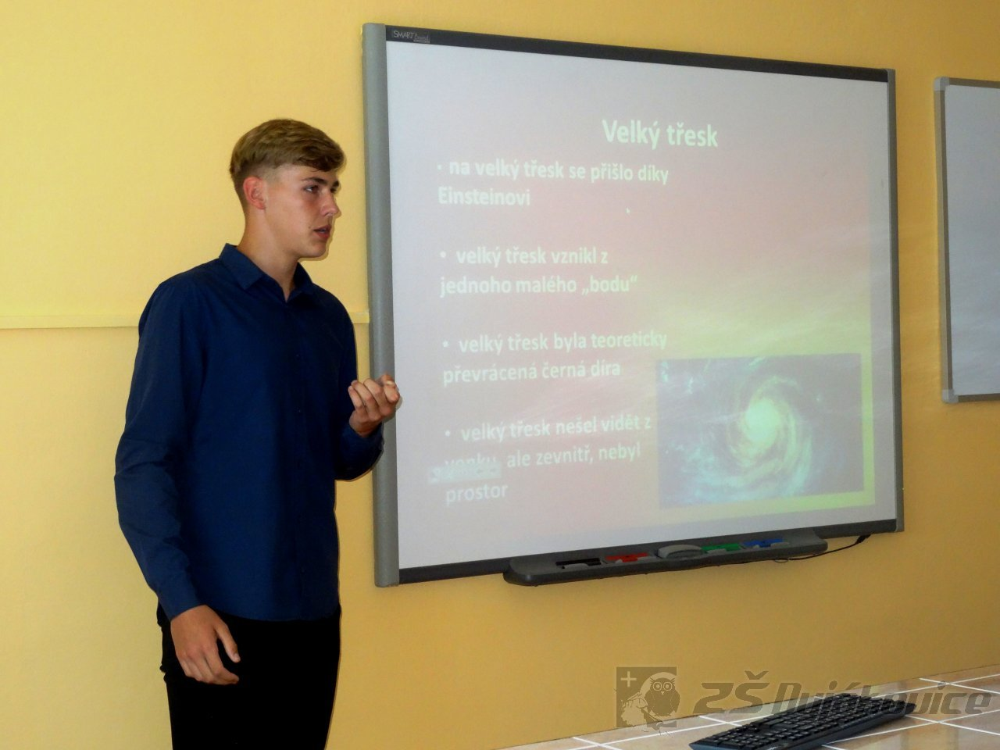 SMART Board
Velký třesk
• na velký třesk se přišlo díky
Einsteinovi
• velký třesk vznikl z
jednoho malého „bodu“
• velký třesk byla teoreticky
převrácená černá díra
• velký třesk nešel vidět z
venku, ale zevnitř, nebyl
prostor
ZŠ Nujákovice